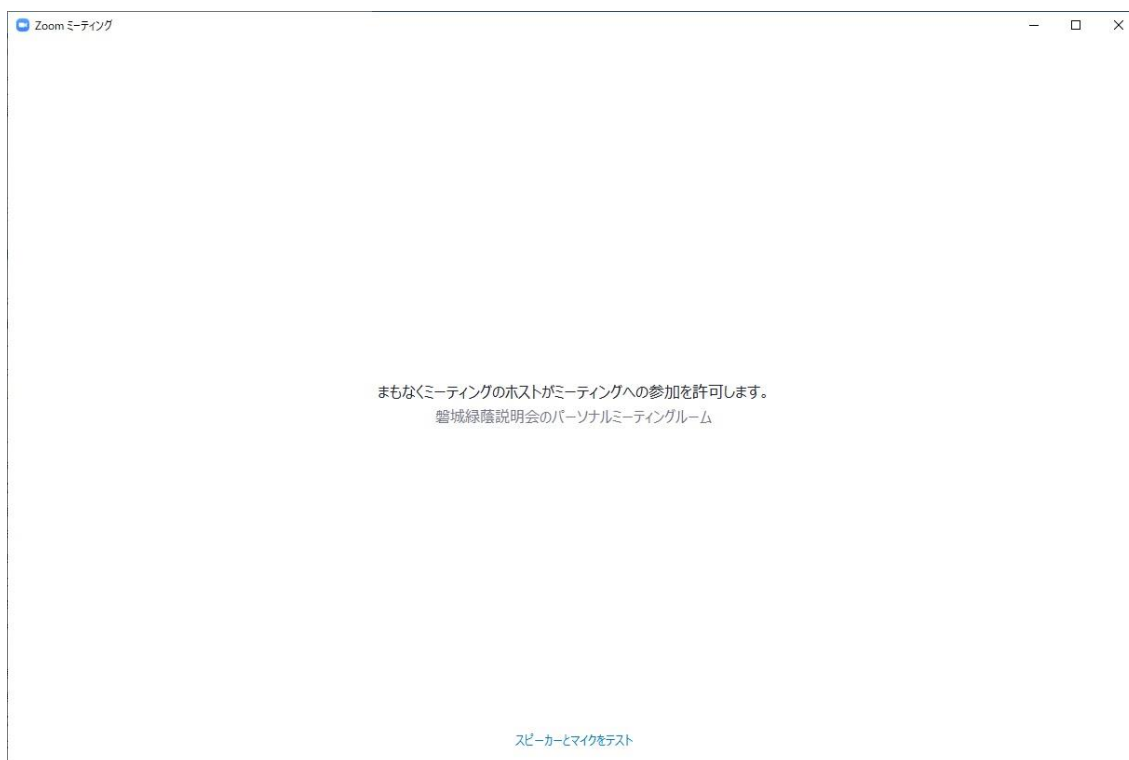 Zoom ミーティング
まもなくミーティングのホストがミーティングへの参加を許可します。
磐城緑蔭説明会のパーソナルミーティングルーム
スピーカーとマイクをテスト